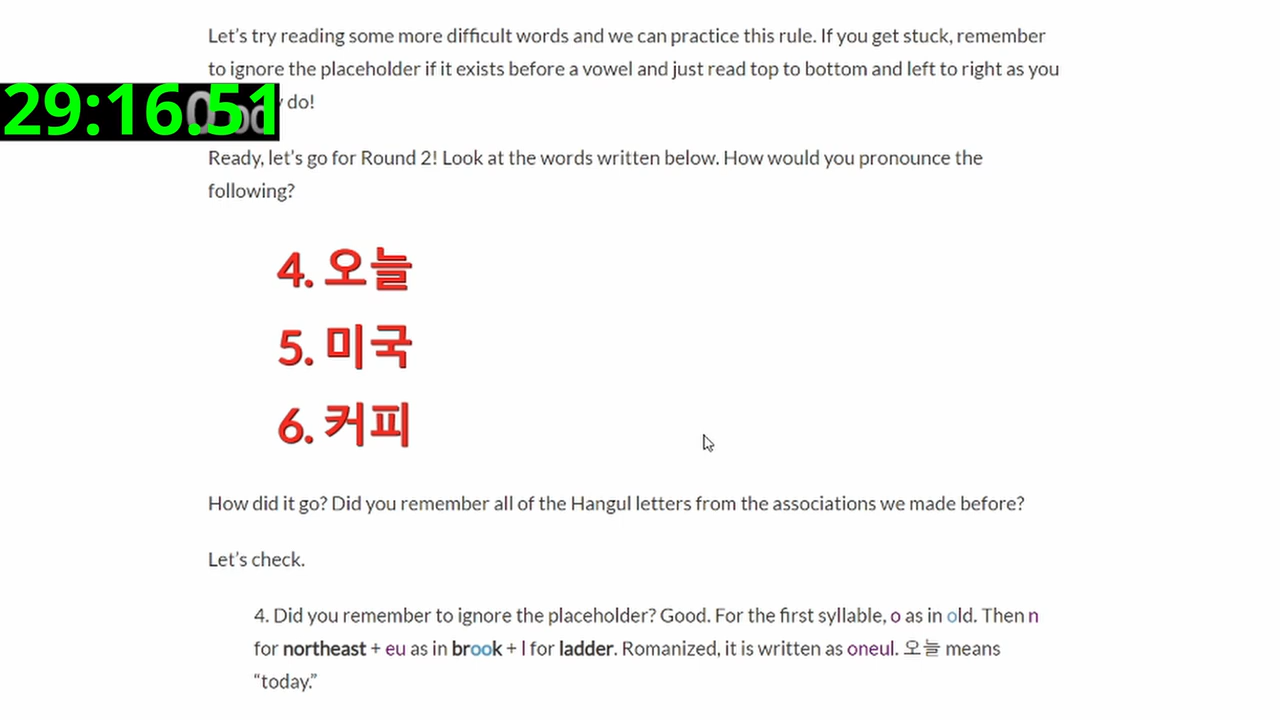 Let's try reading some more difficult words and we can practice this rule. If you get stuck, remember
to ignore the placeholder if it exists before a vowel and just read top to bottom and left to right as you
29:16.51
do!
Ready, let's go for Round 2! Look at the words written below. How would you pronounce the
following?
4. 오늘
5. 미국
6. 커피
How did it go? Did you remember all of the Hangul letters from the associations we made before?
Let's check.
4. Did you remember to ignore the placeholder? Good. For the first syllable, o as in old. Then n
for northeast + eu as in brook + l for ladder. Romanized, it is written as oneul. 오늘 means
“today.”